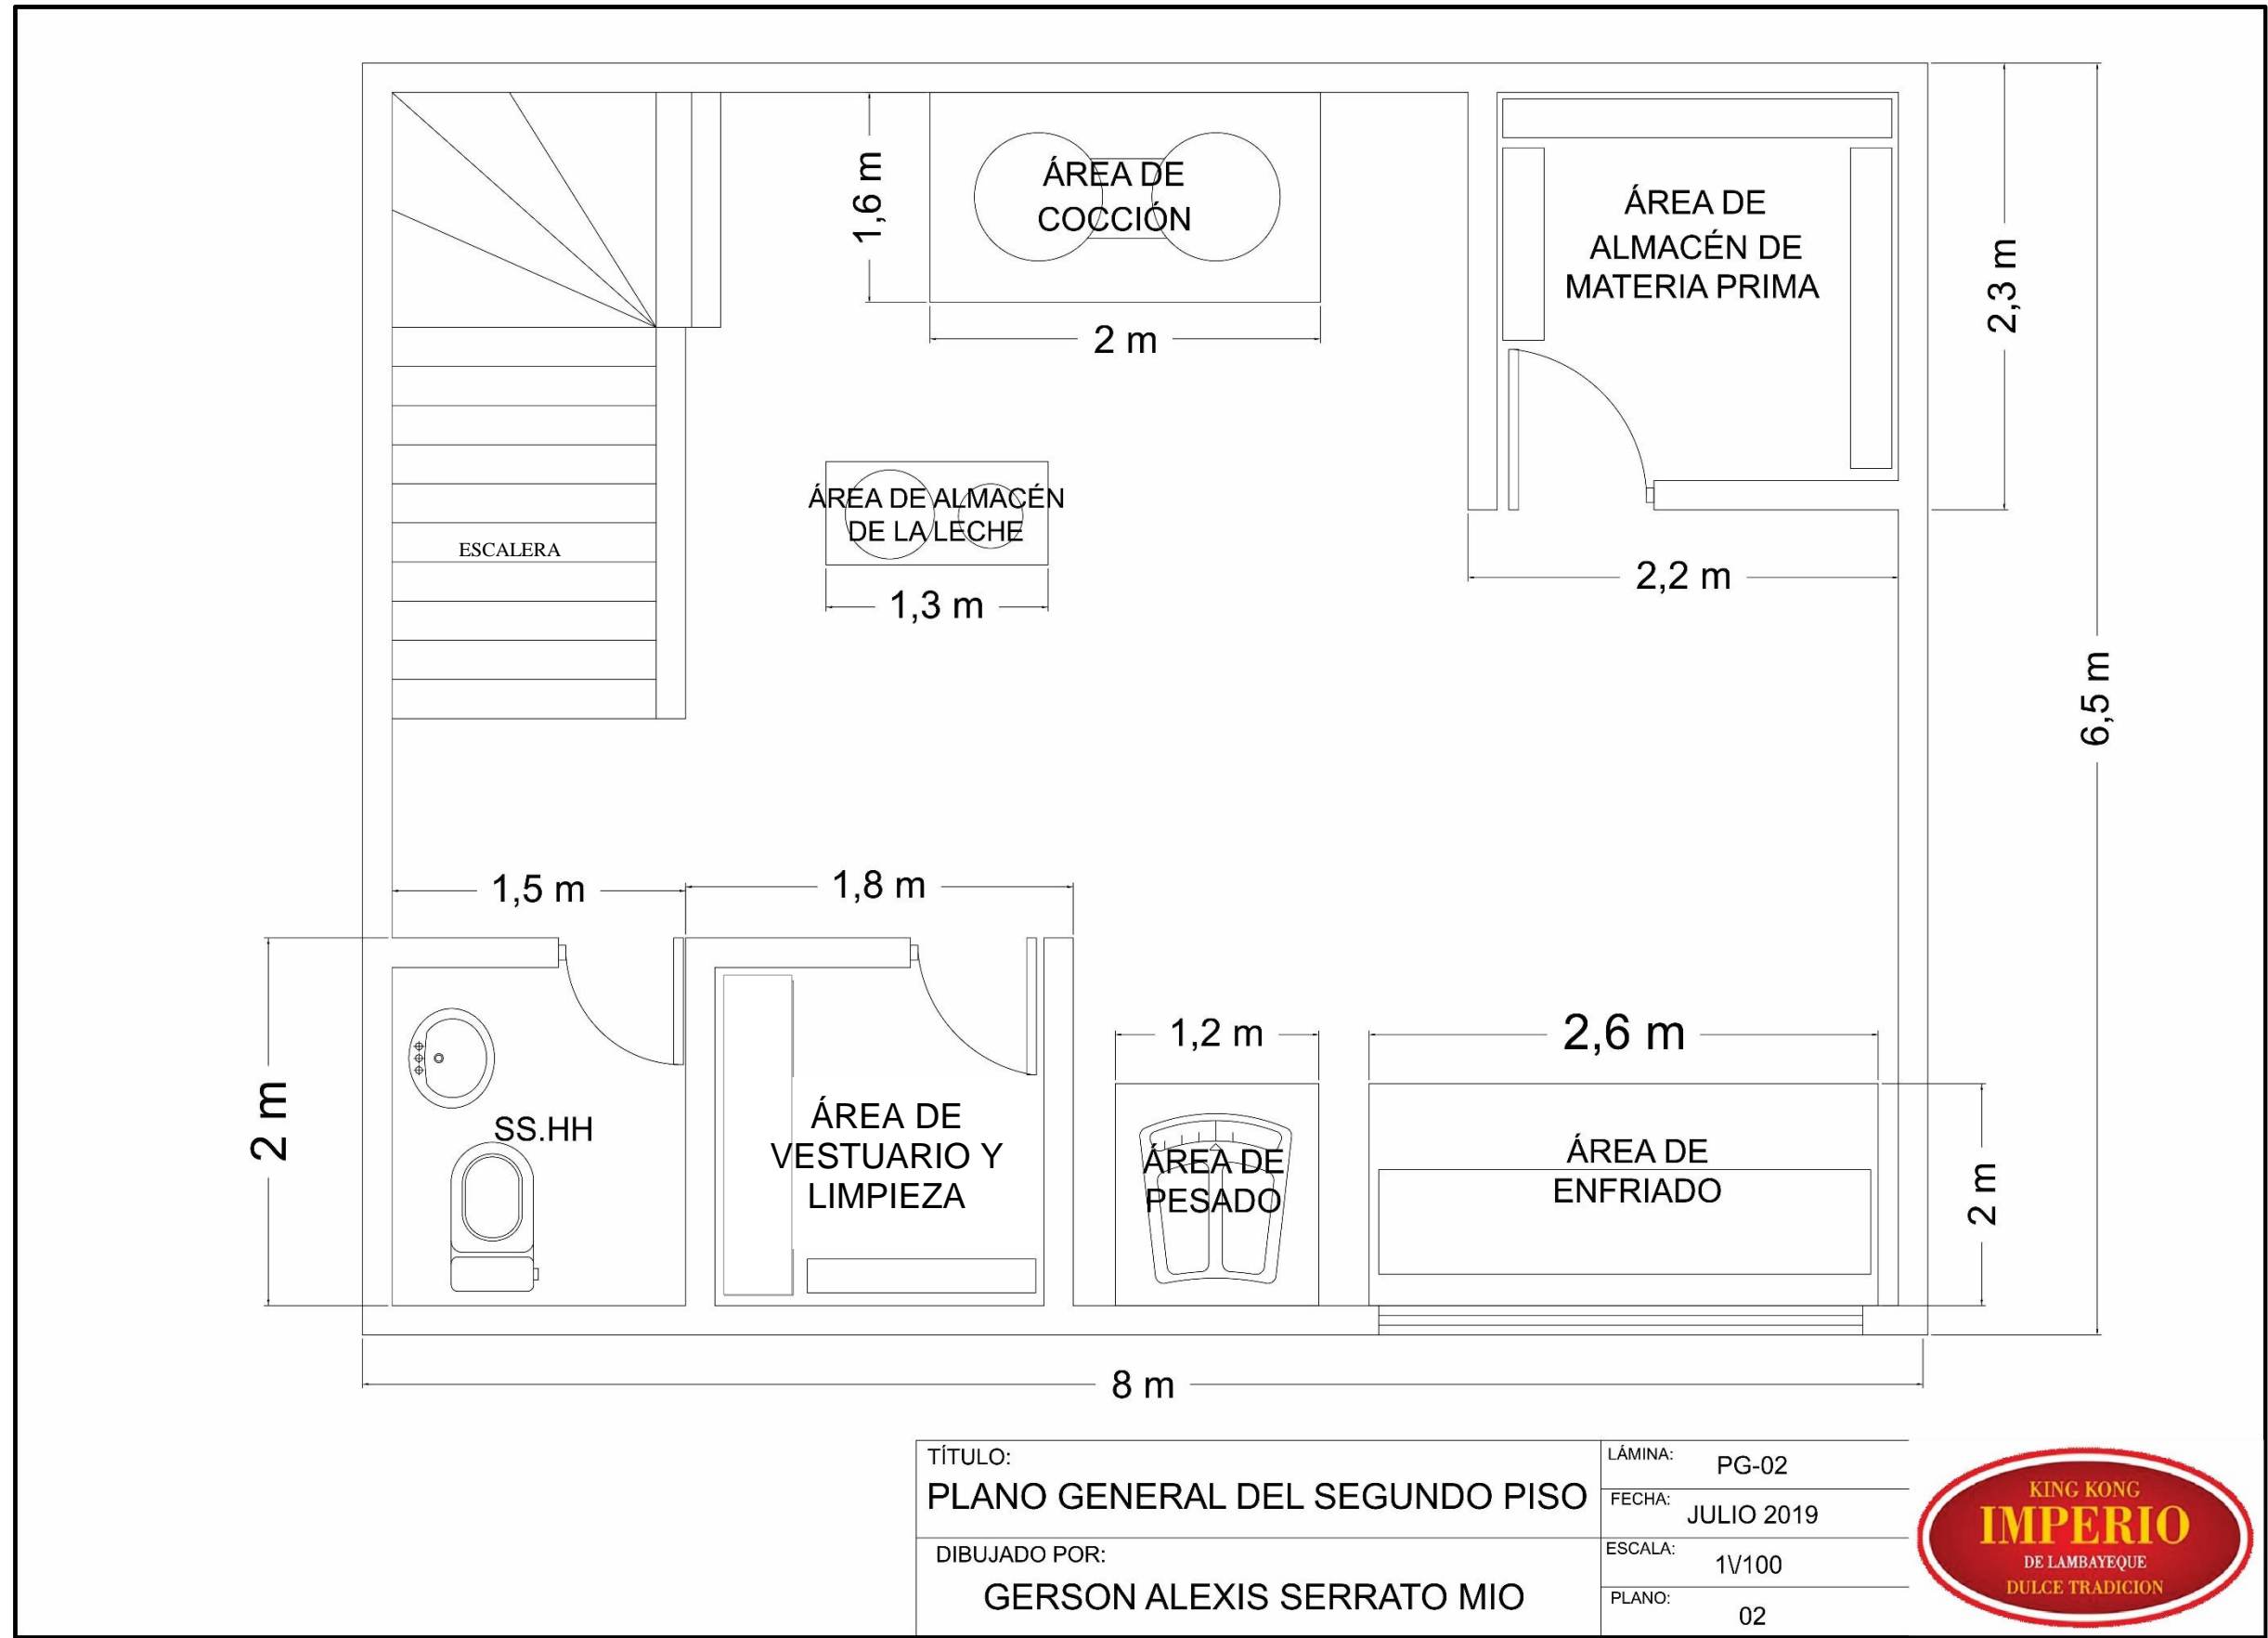 1,6 m
ÁREA DE
COCCIÓN
2 m
ÁREA DE
ALMACÉN DE
MATERIA PRIMA
2,3 m
2,2 m
6,5 m
ÁREA DE ALMACÉN
DE LA LECHE
1,3 m
ESCALERA
1,5 m
1,8 m
2 m
SS.HH
ÁREA DE
VESTUARIO Y
LIMPIEZA
1,2 m
ÁREA DE
PESADO
2,6 m
ÁREA DE
ENFRIADO
2 m
8 m
TÍTULO:
PLANO GENERAL DEL SEGUNDO PISO
DIBUJADO POR:
GERSON ALEXIS SERRATO MIO
LÁMINA:
PG-02
FECHA:
JULIO 2019
ESCALA:
1\/100
PLANO:
02
KING KONG
IMPERIO
DE LAMBAYEQUE
DULCE TRADICION